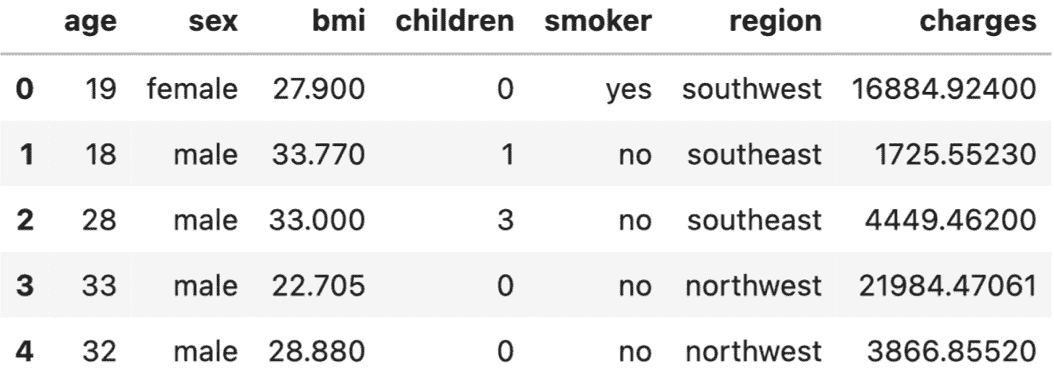 age sex bmi children smoker region charges
0 19 female 27.900 0 yes southwest 16884.92400
1 18 male 33.770 1 no southeast 1725.55230
2 28 male 33.000 3 no southeast 4449.46200
3 33 male 22.705 0 no northwest 21984.47061
4 32 male 28.880 0 no northwest 3866.85520